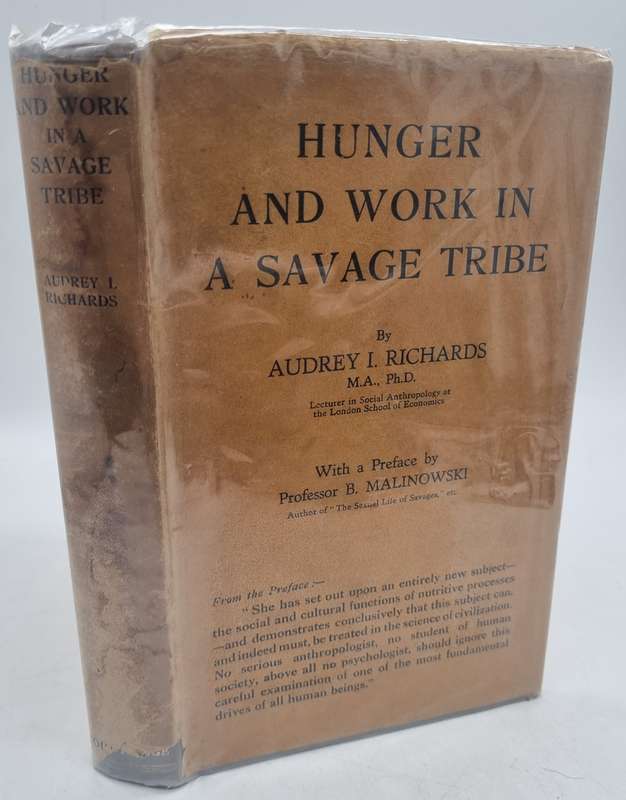 HUNGER
AND WORK
IN A
SAVAGE
TRIBE
AUDREY I.
RICHARDS
HUNGER
AND WORK IN
A SAVAGE TRIBE
By
AUDREY I. RICHARDS
M.A., Ph.D.
Lecturer in Social Anthropology at
the London School of Economics
With a Preface by
Professor B. MALINOWSKI
Author of "The Sexual Life of Savages," etc.
From the Preface:—
"She has set out upon an entirely new subject—
the social and cultural functions of nutritive processes
—and demonstrates conclusively that this subject can,
and indeed must, be treated in the science of civilization.
No serious anthropologist, no student of human
society, above all no psychologist, should ignore this
careful examination of one of the most fundamental
drives of all human beings."